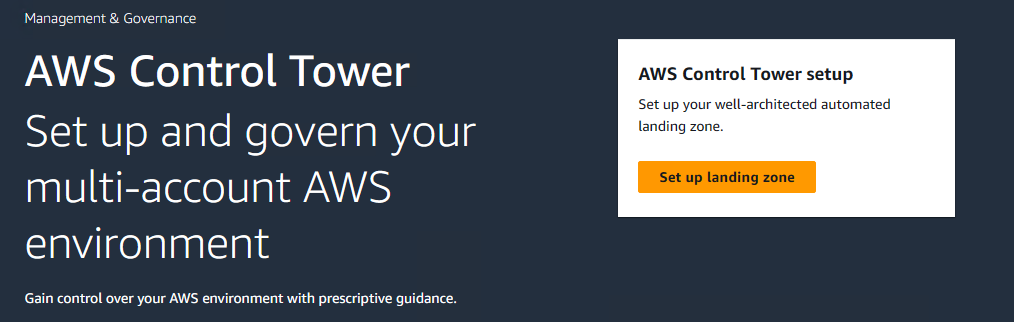 Management & Governance
AWS Control Tower
Set up and govern your
multi-account AWS
environment
Gain control over your AWS environment with prescriptive guidance.
AWS Control Tower setup
Set up your well-architected automated
landing zone.
Set up landing zone